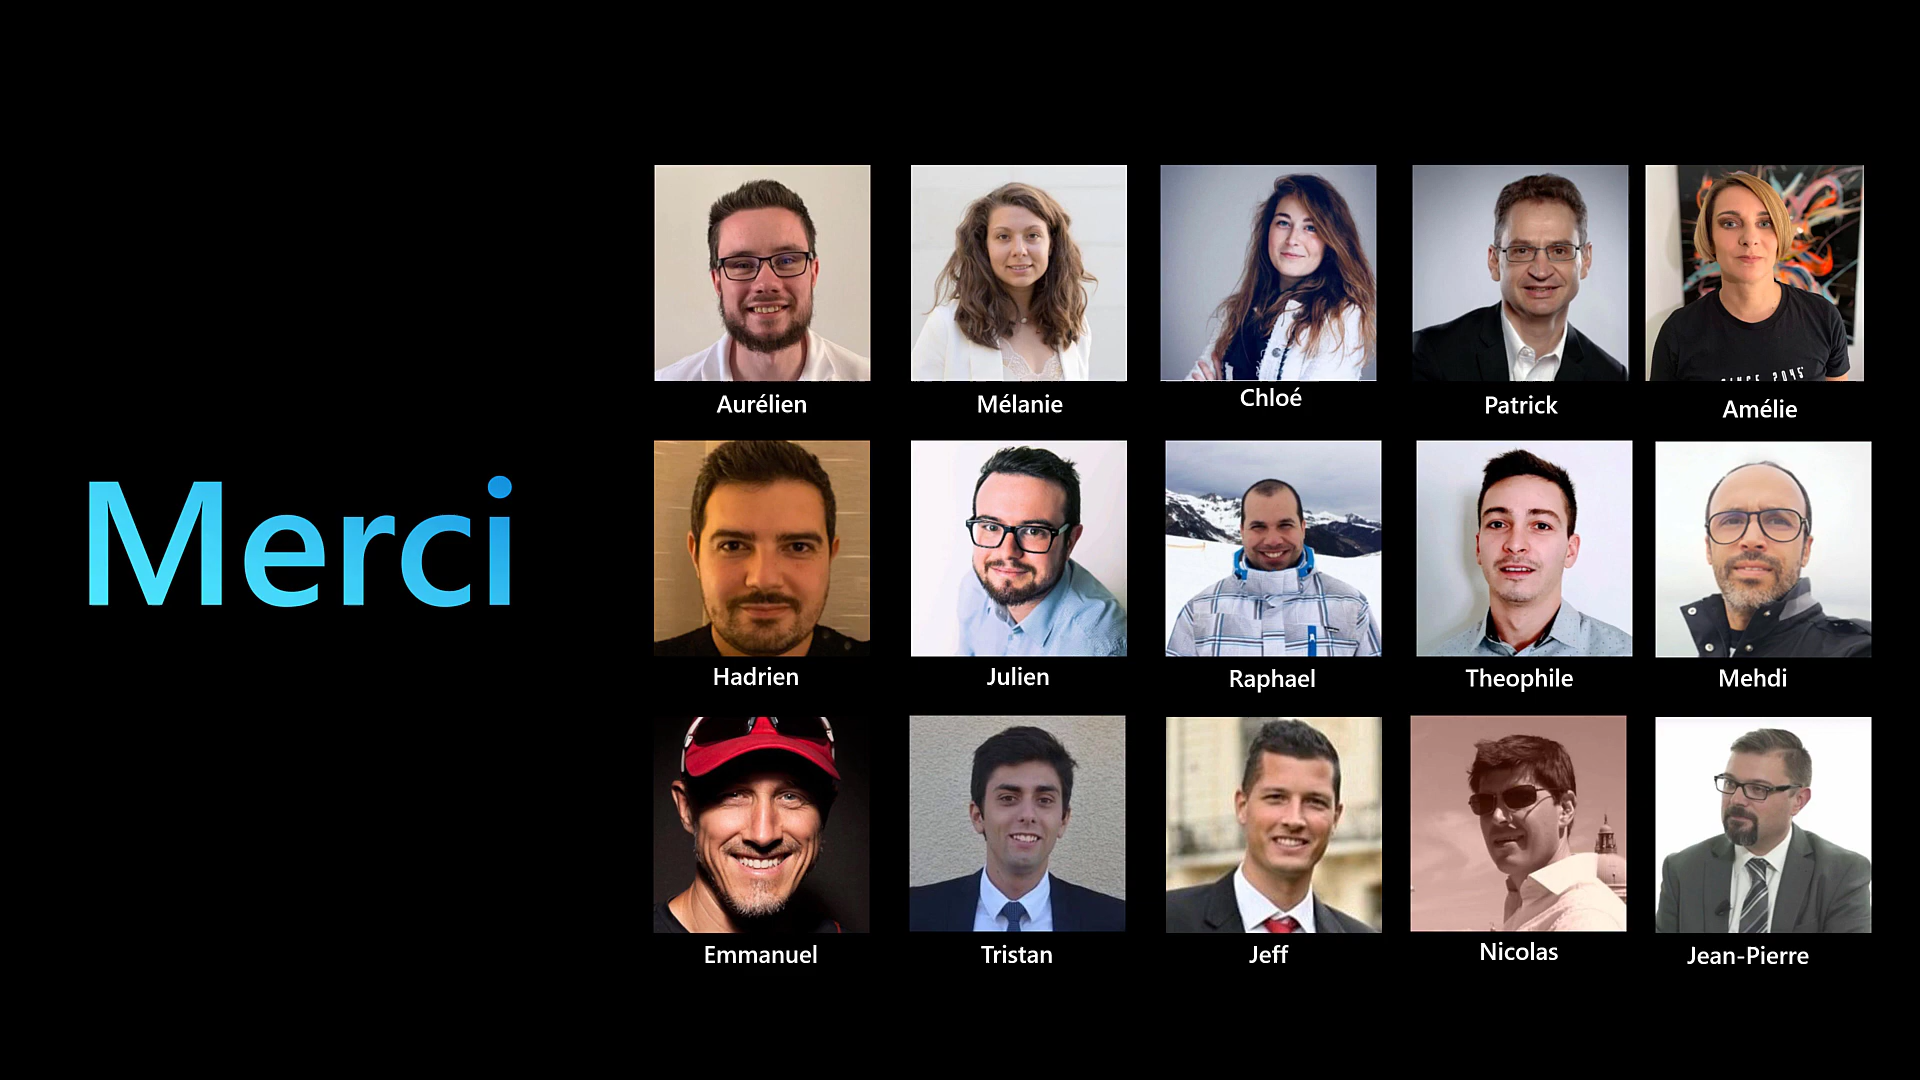 Merci
Aurélien
Mélanie
Chloé
Patrick
Amélie
Hadrien
Julien
Raphael
Theophile
Mehdi
Emmanuel
Tristan
Jeff
Nicolas
Jean-Pierre